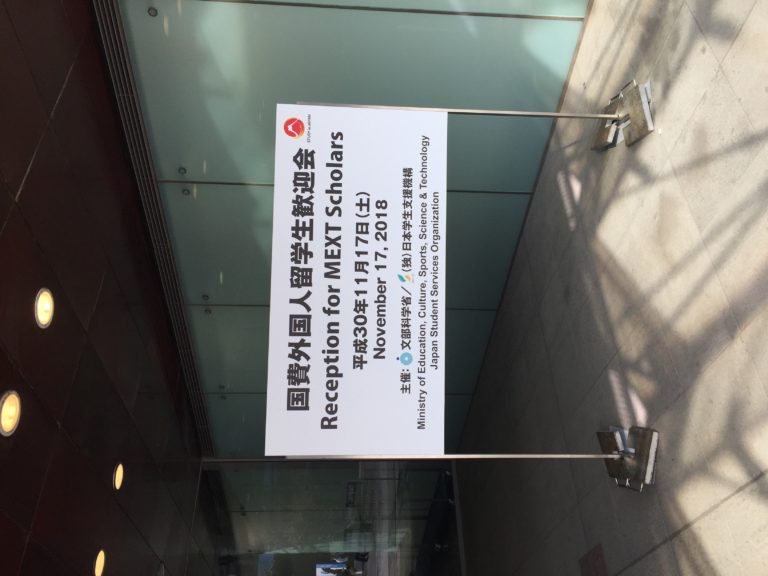 国費外国人留学生歓迎会
Reception for MEXT Scholars
平成30年11月17日（土）
November 17, 2018
主催：文部科学省／（独）日本学生支援機構
Ministry of Education, Culture, Sports, Science & Technology
Japan Student Services Organization
STUDY in JAPAN